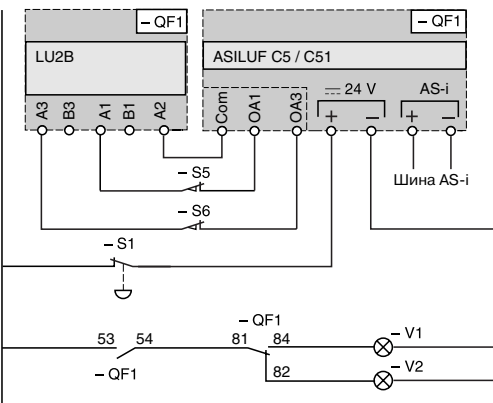 – QF1
– QF1
LU2B
ASILUF C5 / C51
A3 B3 A1 B1 A2
Com OA1 OA3
24 V
AS-i
+ – + –
Шина AS-i
– S5
– S6
– S1
– QF1
– V1
53 54 81 84
– QF1
82
– V2